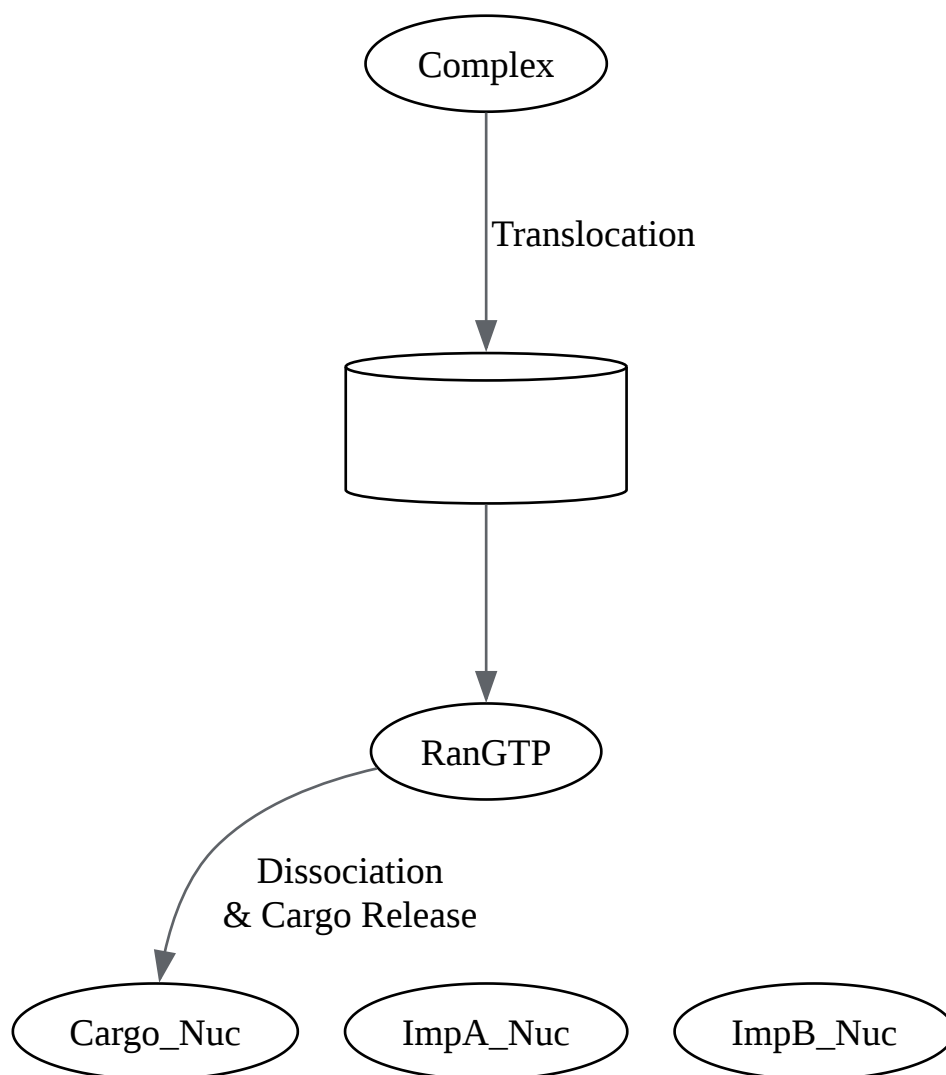 Complex
Translocation
RanGTP
Dissociation
& Cargo Release
Cargo_Nuc
ImpA_Nuc
ImpB_Nuc